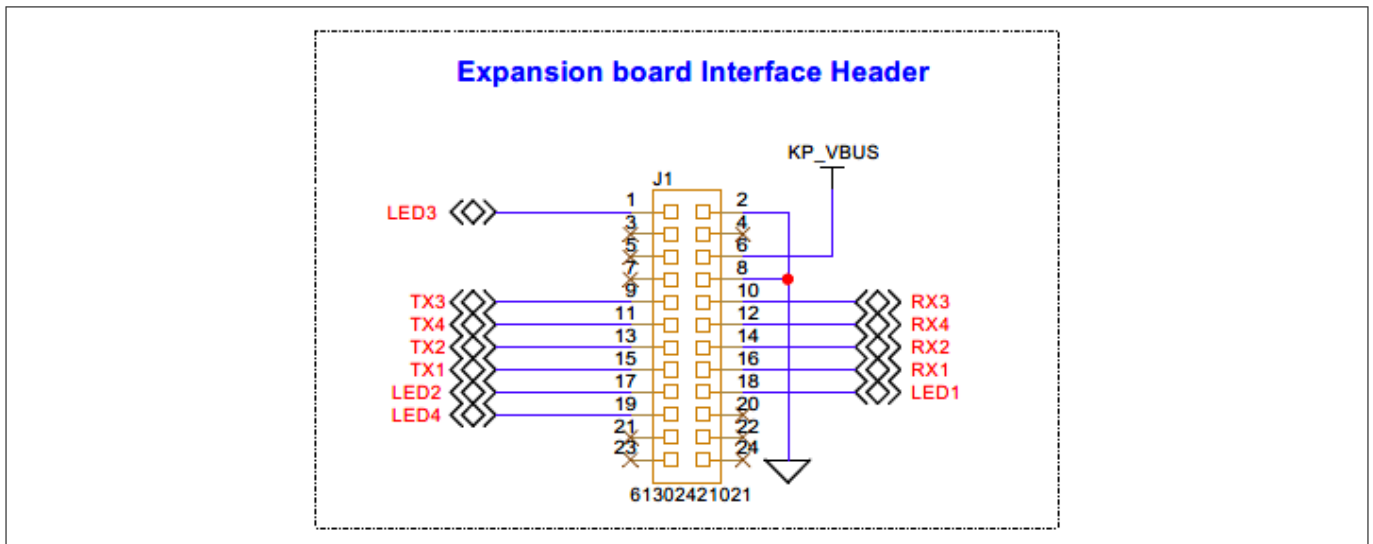 Expansion board Interface Header
KP_VBUS
J1
LED3 1 2
3 4
5 6
7 8
TX3 9 10 RX3
TX4 11 12 RX4
TX2 13 14 RX2
TX1 15 16 RX1
LED2 17 18 LED1
LED4 19 20
21 22
23 24
61302421021